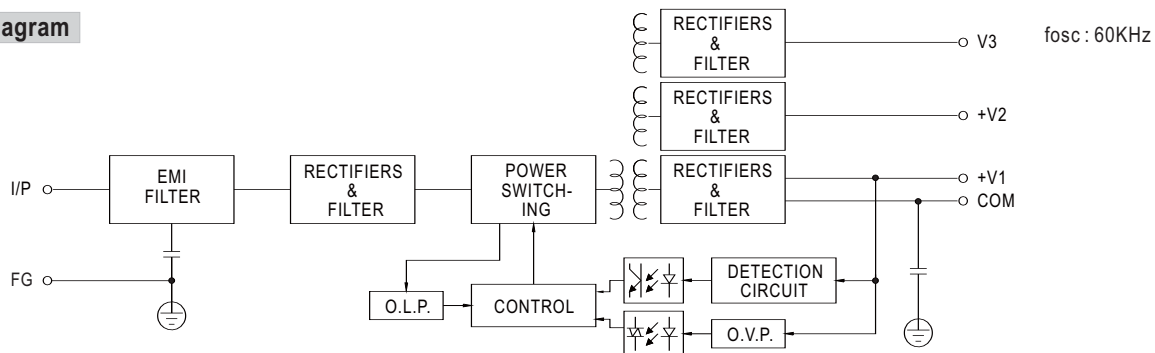 agram
RECTIFIERS
&
FILTER
V3
fosc : 60KHz
RECTIFIERS
&
FILTER
+V2
I/P
EMI
FILTER
RECTIFIERS
&
FILTER
POWER
SWITCH-
ING
RECTIFIERS
&
FILTER
+V1
COM
FG
O.L.P.
CONTROL
DETECTION
CIRCUIT
O.V.P.